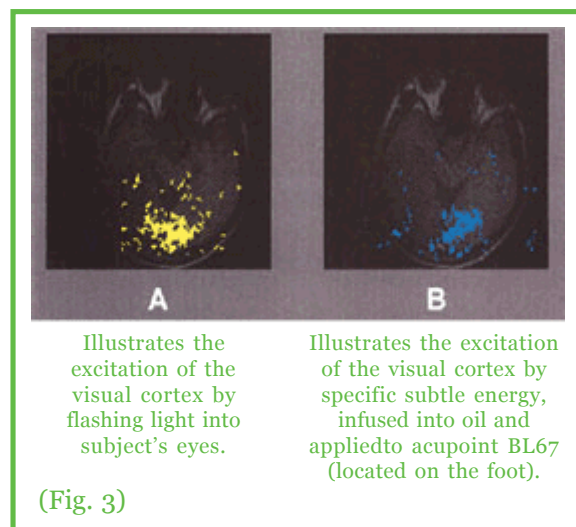 A
B
Illustrates the
excitation of the
visual cortex by
flashing light into
subject's eyes.
Illustrates the excitation
of the visual cortex by
specific subtle energy,
infused into oil and
appliedto acupoint BL67
(located on the foot).
(Fig. 3)